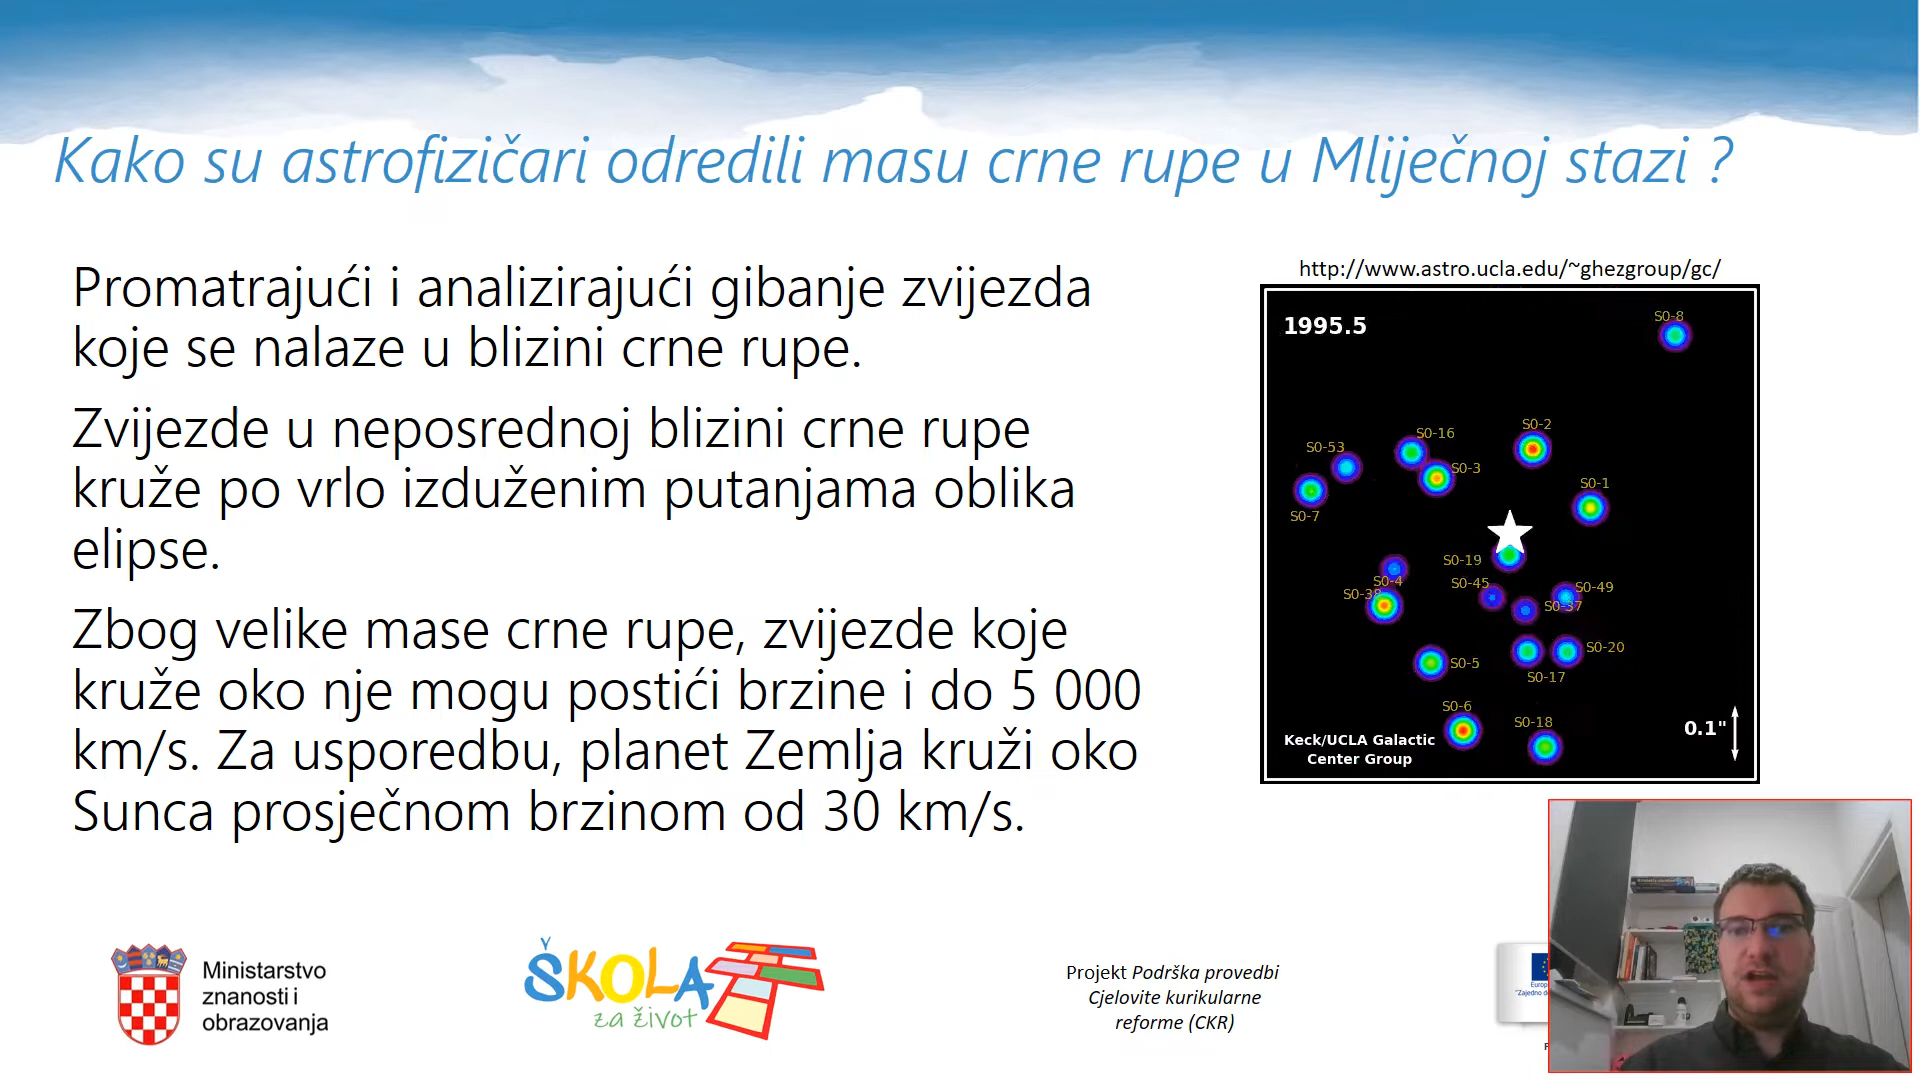 Kako su astrofizičari odredili masu crne rupe u Mliječnoj stazi ?
Promatrajući i analizirajući gibanje zvijezda
koje se nalaze u blizini crne rupe.
Zvijezde u neposrednoj blizini crne rupe
kruže po vrlo izduženim putanjama oblika
elipse.
Zbog velike mase crne rupe, zvijezde koje
kruže oko nje mogu postići brzine i do 5 000
km/s. Za usporedbu, planet Zemlja kruži oko
Sunca prosječnom brzinom od 30 km/s.
http://www.astro.ucla.edu/~ghezgroup/gc/
1995.5
S0-8
S0-2
S0-16
S0-53
S0-3
S0-1
S0-7
S0-19
S0-4
S0-45
S0-49
S0-38
S0-37
S0-20
S0-5
S0-17
S0-6
S0-18
0.1"
Keck/UCLA Galactic
Center Group
Ministarstvo
znanosti i
obrazovanja
ŠKOLA
za život
Projekt Podrška provedbi
Cjelovite kurikularne
reforme (CKR)